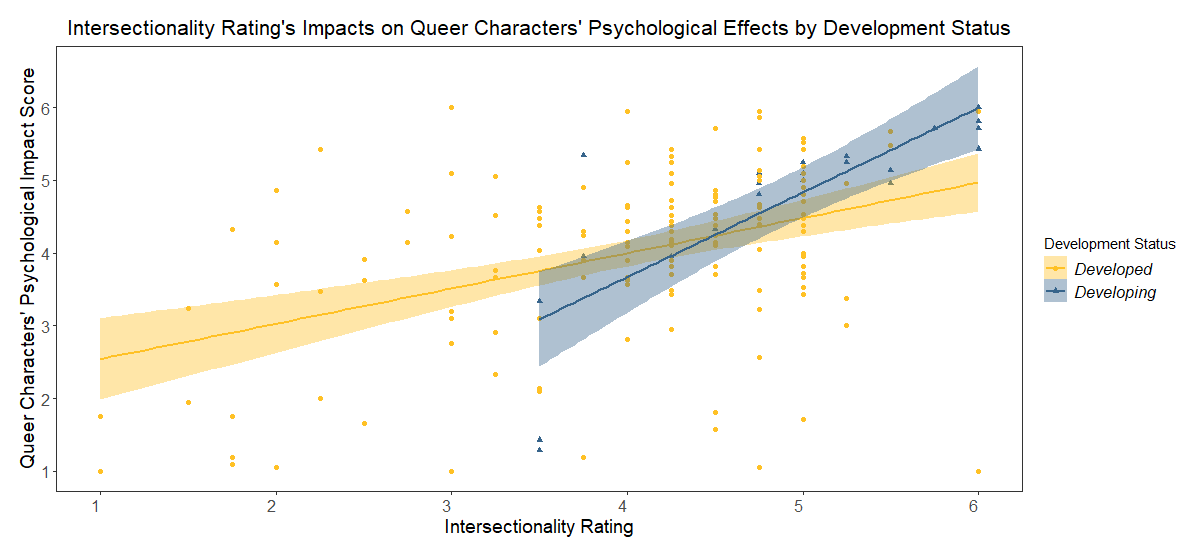 Intersectionality Rating's Impacts on Queer Characters' Psychological Effects by Development Status
Queer Characters' Psychological Impact Score
6
5
4
3
2
1
1 2 3 4 5 6
Intersectionality Rating
Development Status
Developed
Developing